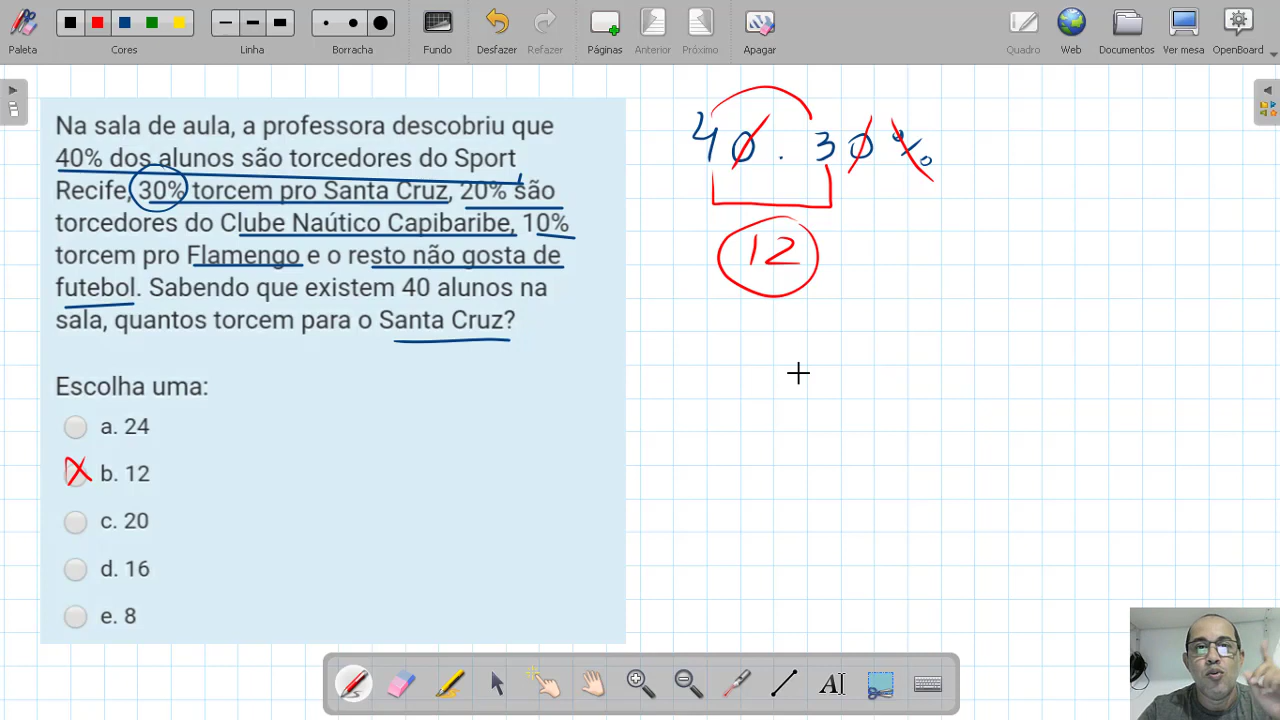 Paleta
Cores
Linha
Borracha
Fundo
Desfazer
Refazer
Páginas
Anterior
Próximo
Apagar
Quadro
Web
Documentos
Ver mesa
OpenBoard
Na sala de aula, a professora descobriu que
40% dos alunos são torcedores do Sport
Recife, 30% torcem pro Santa Cruz, 20% são
torcedores do Clube Naútico Capibaribe, 10%
torcem pro Flamengo e o resto não gosta de
futebol. Sabendo que existem 40 alunos na
sala, quantos torcem para o Santa Cruz?
Escolha uma:
a. 24
X b. 12
c. 20
d. 16
e. 8
40 . 30%
12
AI